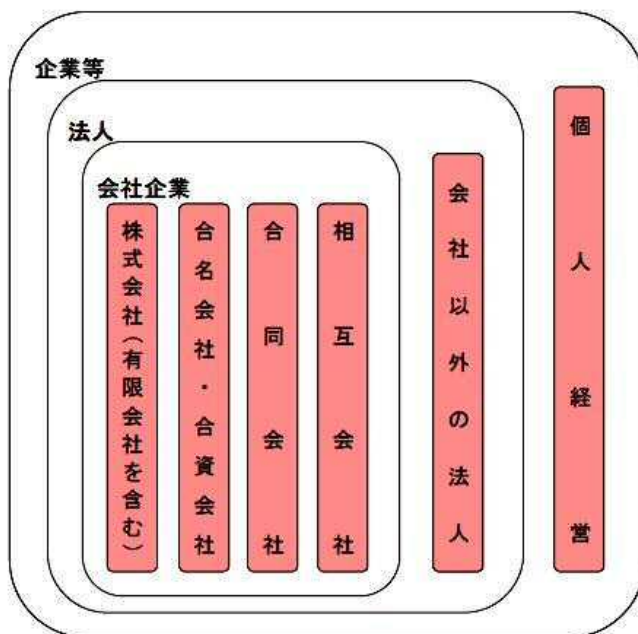 企業等
法人
会社企業
株式会社(有限会社を含む)
合名会社・合資会社
合同会社
相互会社
会社以外の法人
個人経営